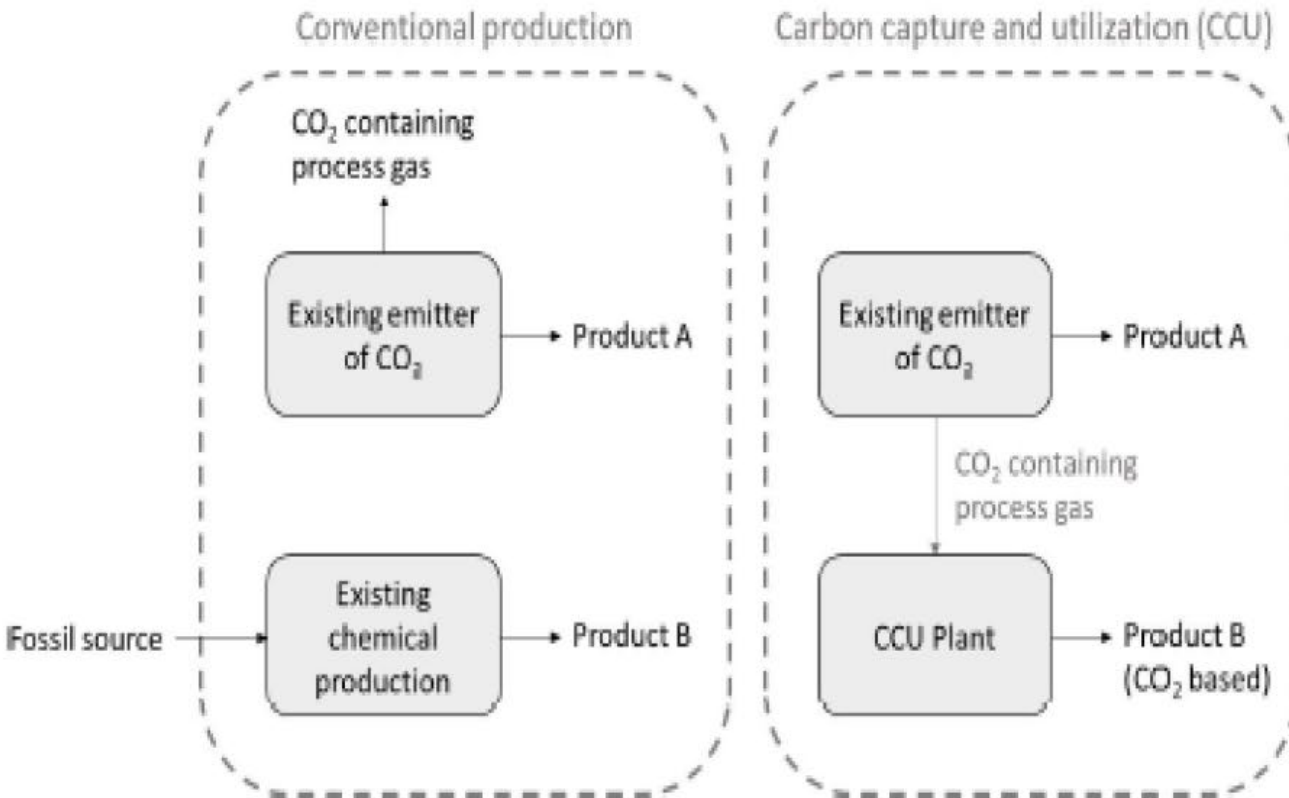 Conventional production
CO₂ containing
process gas
Existing emitter
of CO₂
Product A
Fossil source
Existing
chemical
production
Product B
Carbon capture and utilization (CCU)
Existing emitter
of CO₂
Product A
CO₂ containing
process gas
CCU Plant
Product B
(CO₂ based)